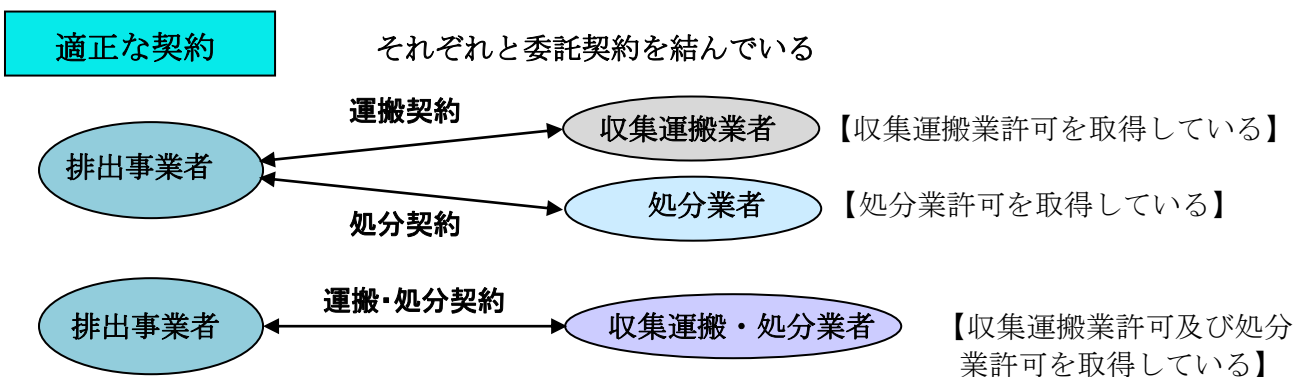 適正な契約
それぞれと委託契約を結んでいる
運搬契約
収集運搬業者
【収集運搬業許可を取得している】
排出事業者
処分業者
【処分業許可を取得している】
処分契約
運搬・処分契約
排出事業者
収集運搬・処分業者
【収集運搬業許可及び処分
業許可を取得している】